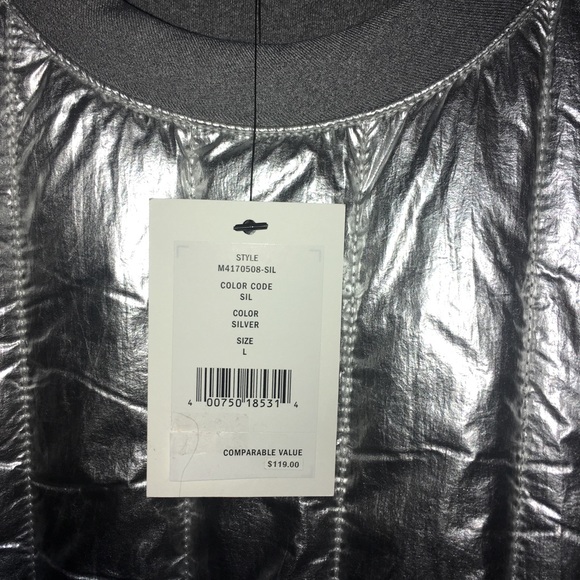 STYLE
M4170508-SIL
COLOR CODE
SIL
COLOR
SILVER
SIZE
L
4 00750 18531 4
COMPARABLE VALUE
$119.00